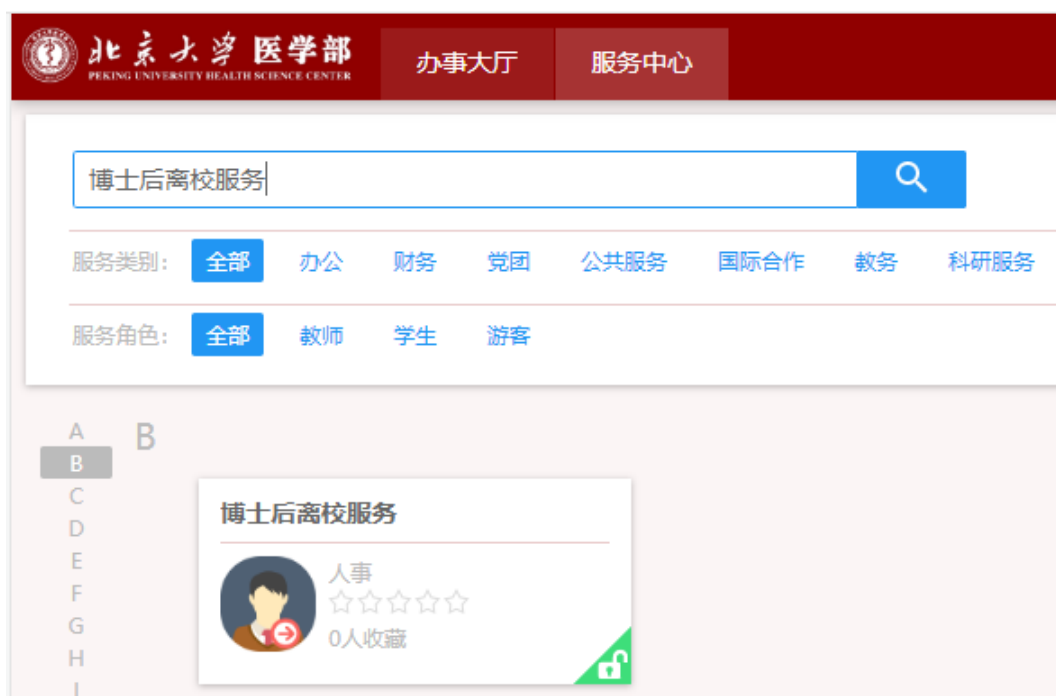 北京大学医学部 办事大厅 服务中心
PEKING UNIVERSITY HEALTH SCIENCE CENTER
博士后离校服务
服务类别: 全部 办公 财务 党团 公共服务 国际合作 教务 科研服务
服务角色: 全部 教师 学生 游客
A
B
B
C
D
E
F
G
H
博士后离校服务
人事
0人收藏